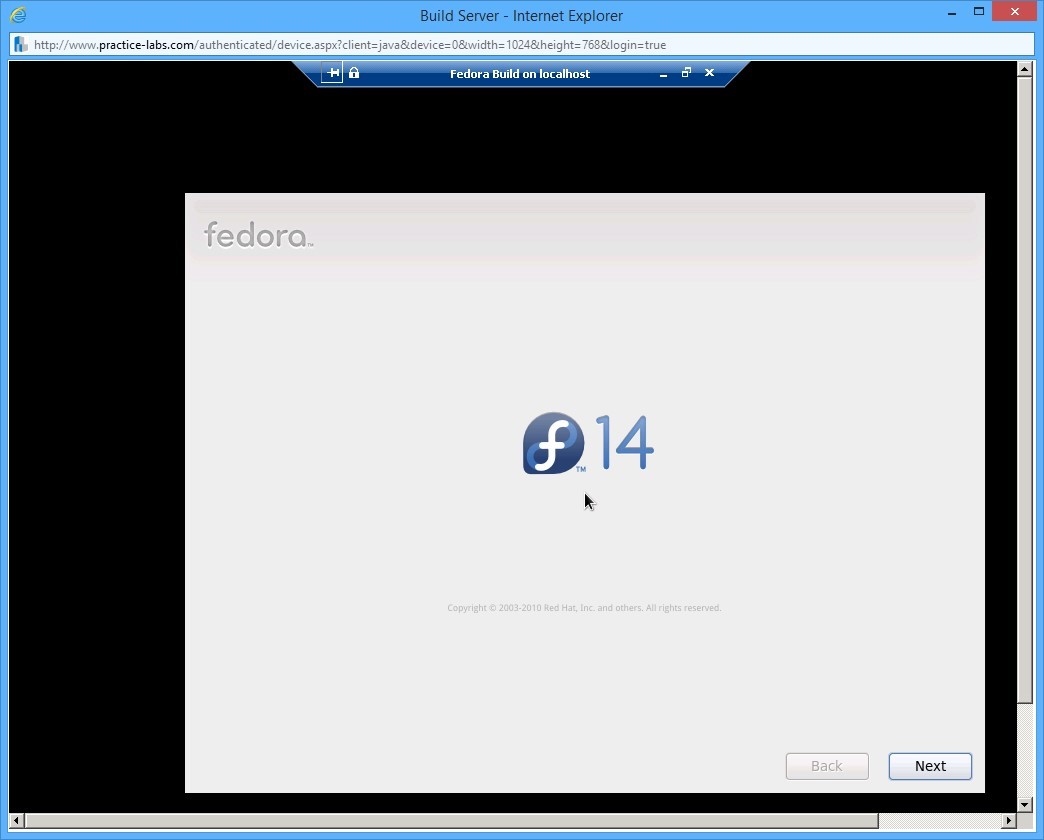 Build Server - Internet Explorer
http://www.practice-labs.com/authenticated/device.aspx?client=java&device=0&width=1024&height=768&login=true
Fedora Build on localhost
fedora™
14
TM
Copyright © 2003-2010 Red Hat, Inc. and others. All rights reserved.
Back Next